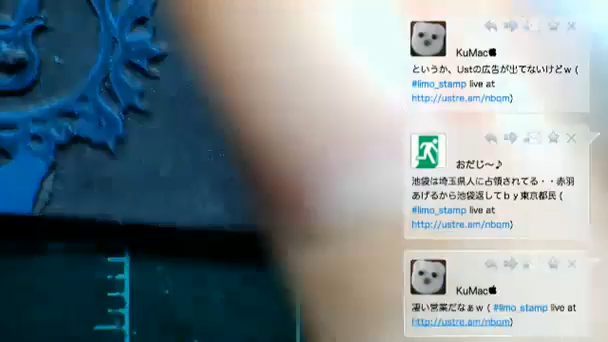 KuMac
というか、Ustの広告が出てないけどｗ (
#limo_stamp live at
http://ustre.am/nbqm)
おだじ〜♪
池袋は埼玉県人に占領されてる・・赤羽
あげるから池袋返してｂｙ東京都民 (
#limo_stamp live at
http://ustre.am/nbqm)
KuMac
凄い営業だなぁｗ ( #limo_stamp live at
http://ustre.am/nbqm)